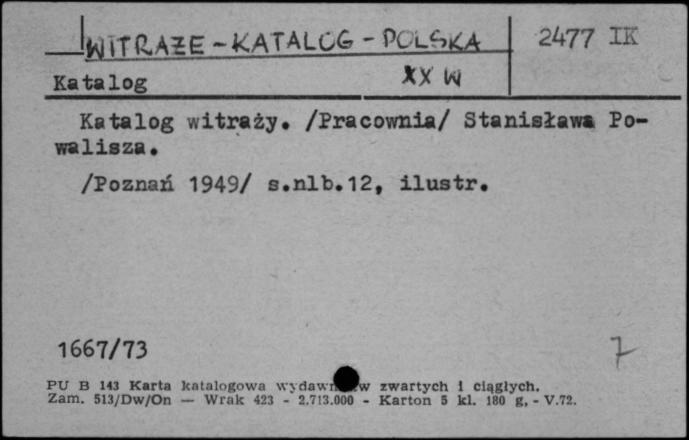 WITRAŻE - KATALOG - POLSKA 2477 IK
Katalog XX W
Katalog witraży. /Pracownia/ Stanisława Po-
walisza.
/Poznań 1949/ s.nlb.12, ilustr.
1667/73 7
PU B 143 Karta katalogowa wydawn w zwartych i ciągłych.
Zam. 513/Dw/On — Wrak 423 - 2.713.000 - Karton 5 kl. 180 g, - V.72.